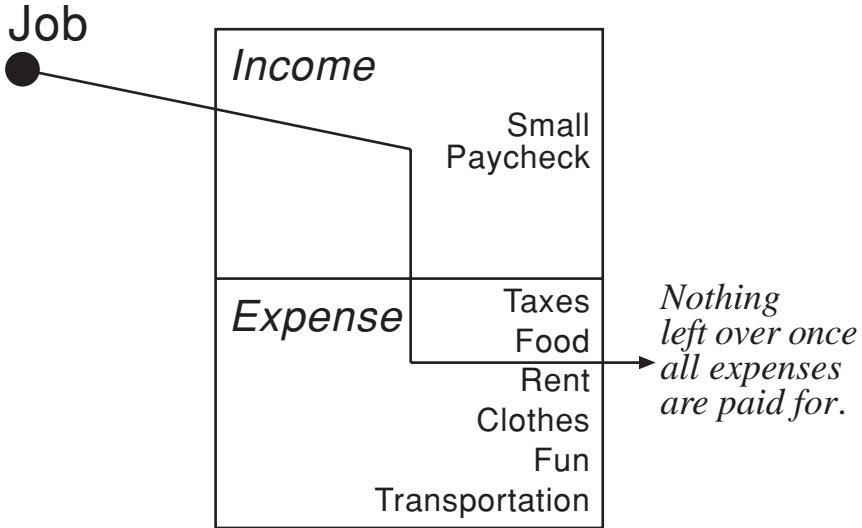 Job
Income
Small
Paycheck
Expense
Taxes
Food
Rent
Clothes
Fun
Transportation
Nothing
left over once
all expenses
are paid for.